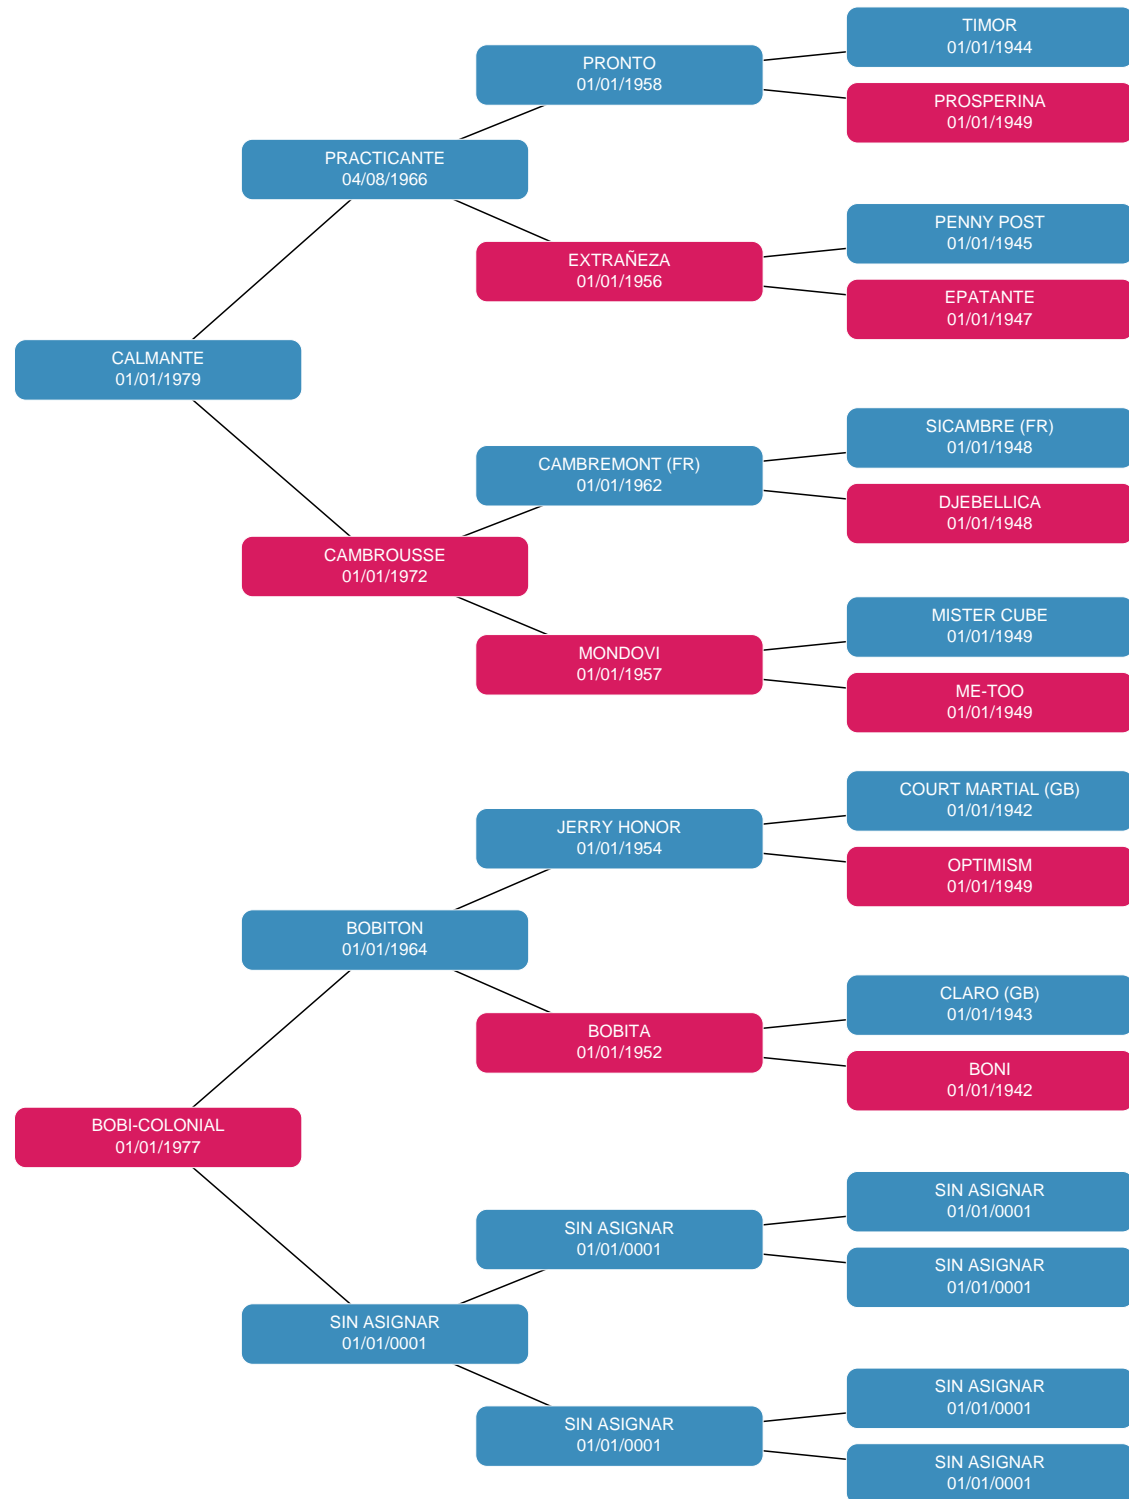 TIMOR
01/01/1944
PRONTO
01/01/1958
PROSPERINA
01/01/1949
PRACTICANTE
04/08/1966
PENNY POST
01/01/1945
EXTRAÑEZA
01/01/1956
EPATANTE
01/01/1947
CALMANTE
01/01/1979
SICAMBRE (FR)
01/01/1948
CAMBREMONT (FR)
01/01/1962
DJEBELLICA
01/01/1948
CAMBROUSSE
01/01/1972
MISTER CUBE
01/01/1949
MONDOVI
01/01/1957
ME-TOO
01/01/1949
COURT MARTIAL (GB)
01/01/1942
JERRY HONOR
01/01/1954
OPTIMISM
01/01/1949
BOBITON
01/01/1964
CLARO (GB)
01/01/1943
BOBITA
01/01/1952
BONI
01/01/1942
BOBI-COLONIAL
01/01/1977
SIN ASIGNAR
01/01/0001
SIN ASIGNAR
01/01/0001
SIN ASIGNAR
01/01/0001
SIN ASIGNAR
01/01/0001
SIN ASIGNAR
01/01/0001
SIN ASIGNAR
01/01/0001
SIN ASIGNAR
01/01/0001